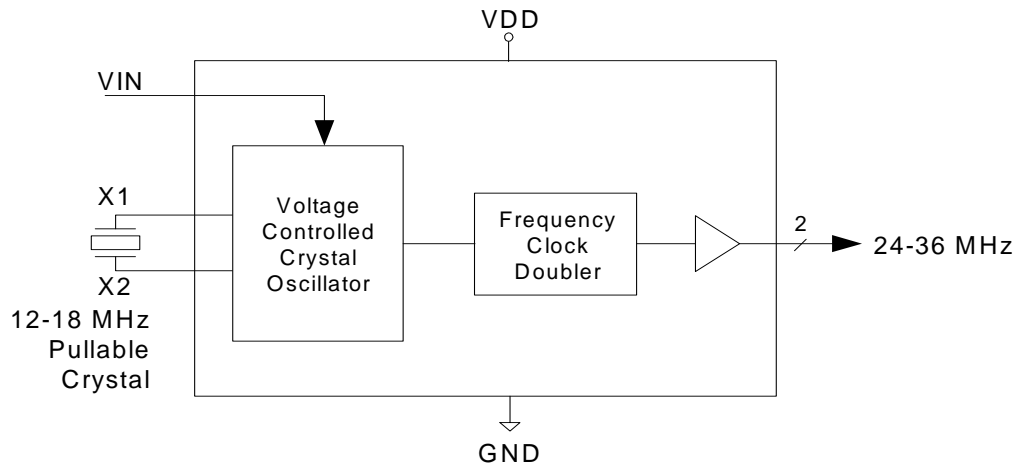 VDD
VIN
X1
X2
12-18 MHz
Pullable
Crystal
Voltage
Controlled
Crystal
Oscillator
Frequency
Clock
Doubler
2
24-36 MHz
GND